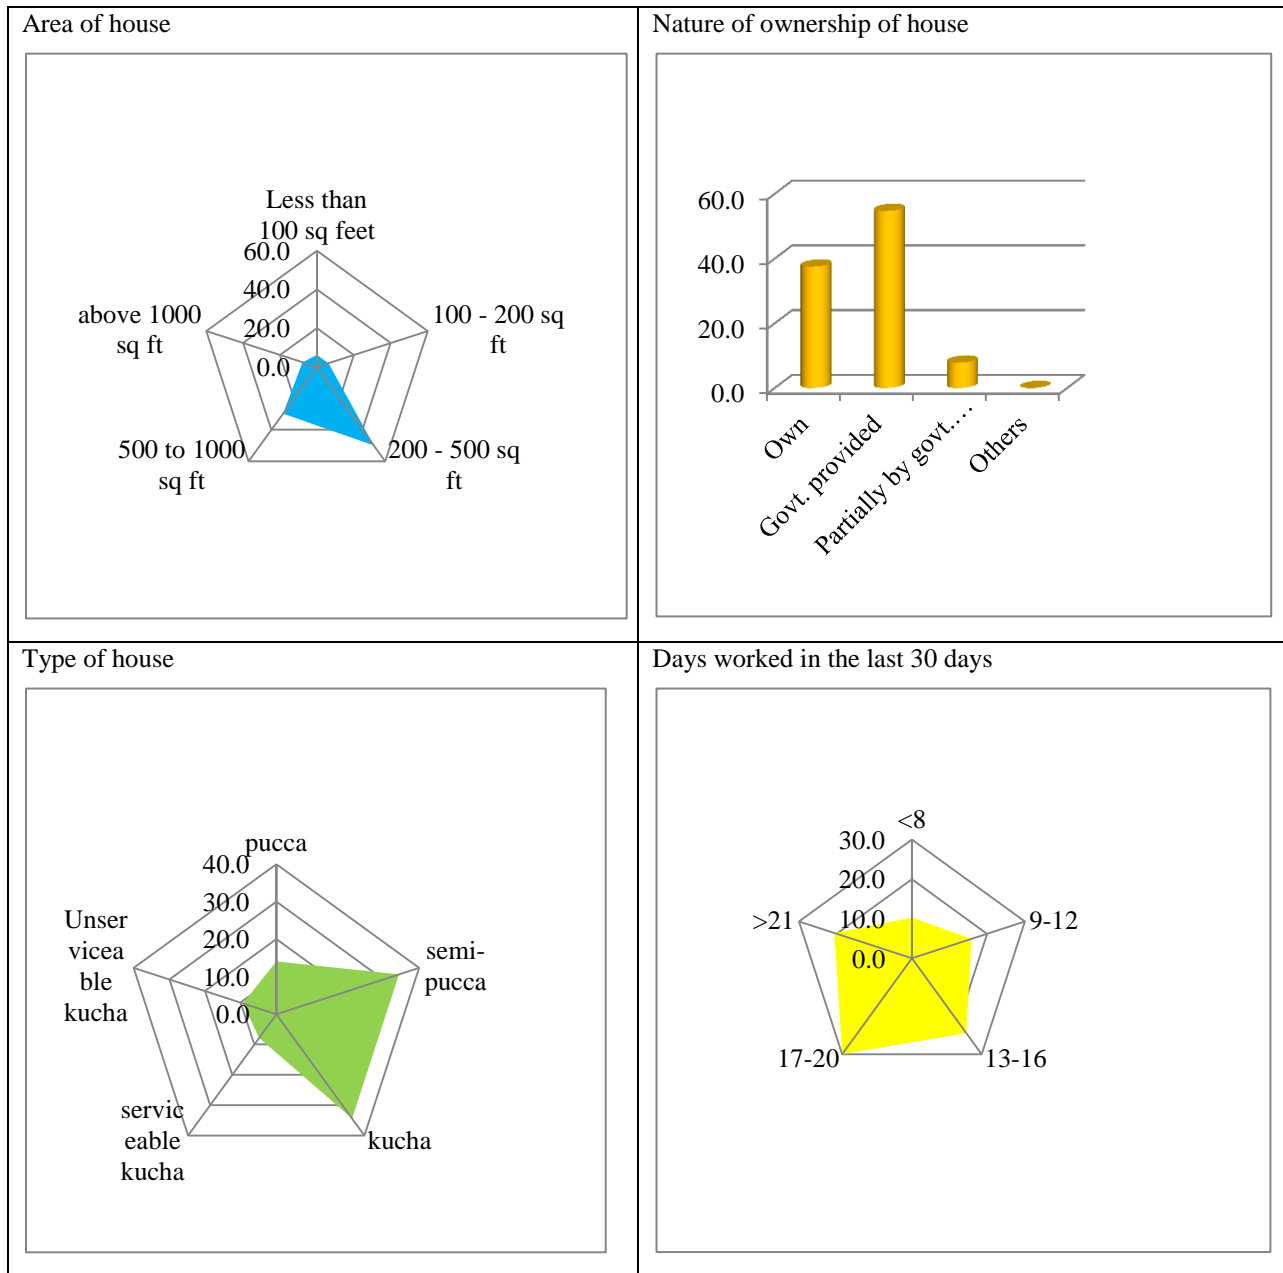 Area of house
Less than
100 sq feet
60.0
40.0
20.0
0.0
100 - 200 sq
ft
200 - 500 sq
ft
500 to 1000
sq ft
above 1000
sq ft
Nature of ownership of house
60.0
40.0
20.0
0.0
Own
Govt. provided
Partially by govt....
Others
Type of house
pucca
40.0
30.0
20.0
10.0
0.0
semi-
pucca
kucha
servic
eable
kucha
Unser
vicea
ble
kucha
Days worked in the last 30 days
<8
30.0
20.0
10.0
0.0
9-12
13-16
17-20
>21